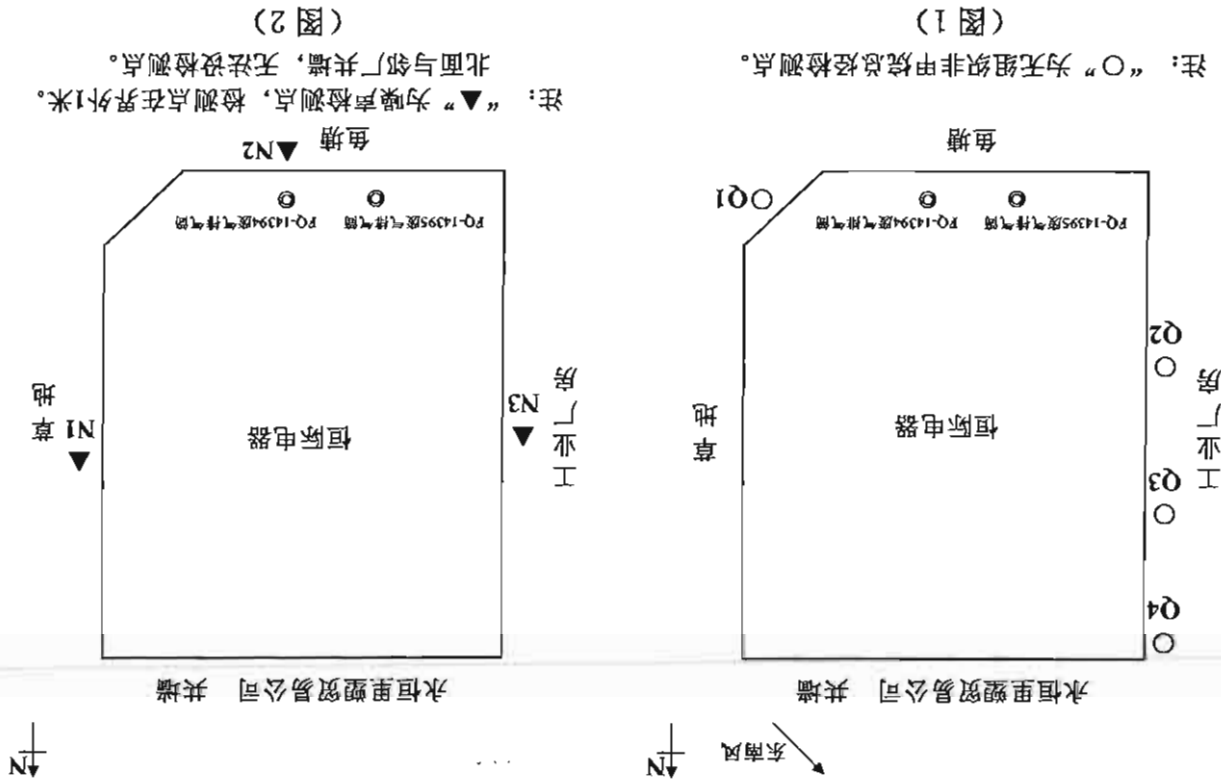 东南风
N
永恒里塑贸易公司 共墙
Q4
Q3
工业厂房
Q2
恒际电器
草地
FQ-14395废气排气筒
FQ-14394废气排气筒
○Q1
鱼塘
注： “○” 为无组织非甲烷总烃检测点。
（图 1）
N
永恒里塑贸易公司 共墙
工业厂房
▲
N3
恒际电器
▲
N1
草地
FQ-14395废气排气筒
FQ-14394废气排气筒
鱼塘
▲N2
注： “▲” 为噪声检测点，检测点在界外1米。
北面与邻厂共墙，无法设检测点。
（图 2）